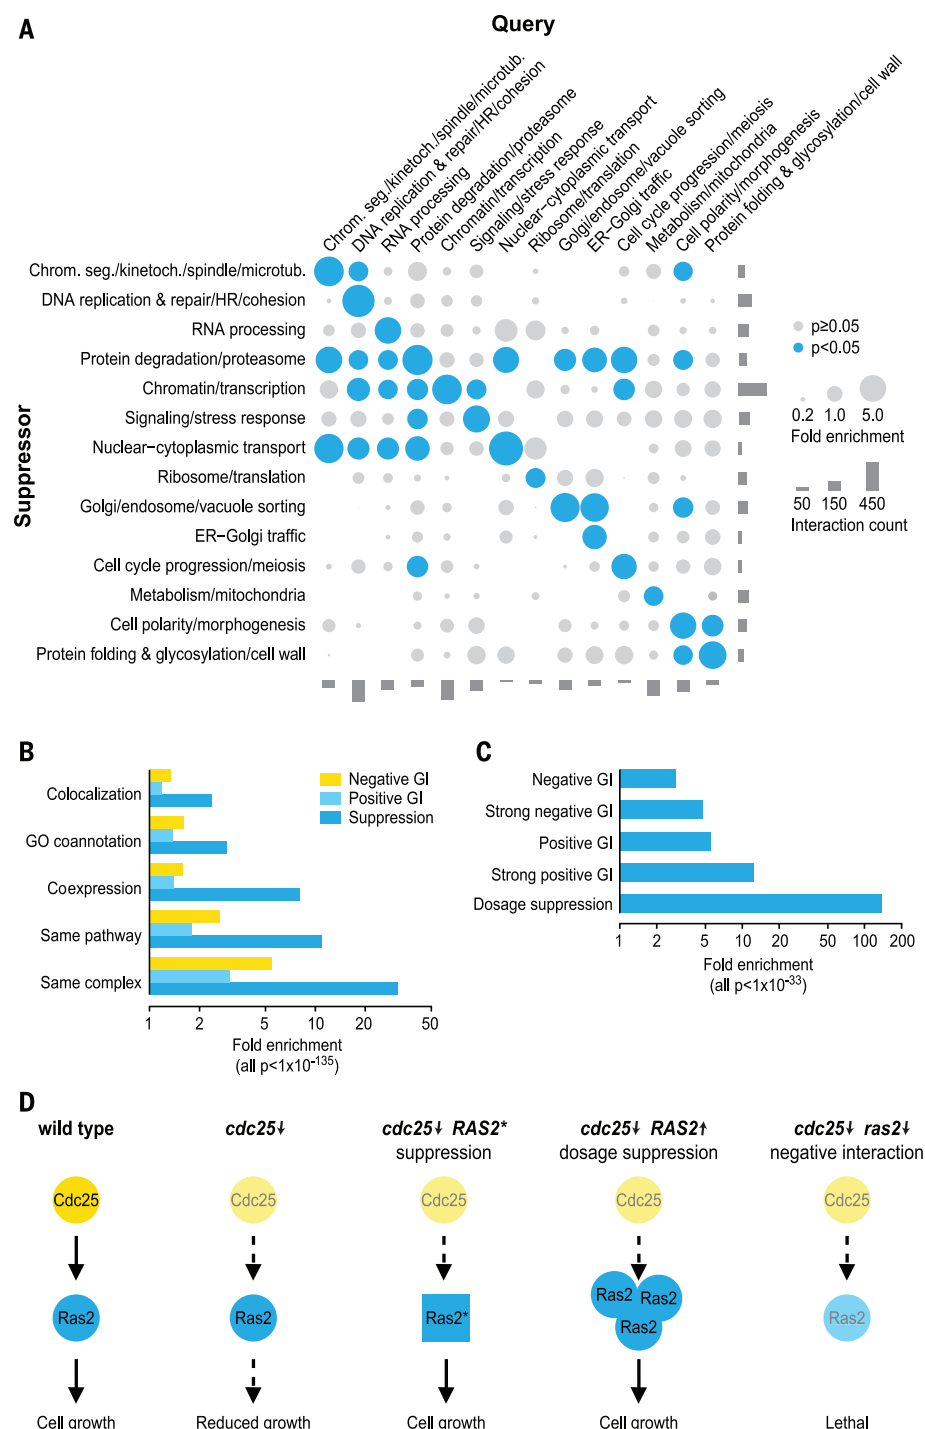 A
Query
Chrom. seg./kinetoch./spindle/microtub.
DNA replication & repair/HR/cohesion
RNA processing
Protein degradation/proteasome
Chromatin/transcription
Signaling/stress response
Nuclear–cytoplasmic transport
Ribosome/translation
Golgi/endosome/vacuole sorting
ER–Golgi traffic
Cell cycle progression/meiosis
Metabolism/mitochondria
Cell polarity/morphogenesis
Protein folding & glycosylation/cell wall
Suppressor
Chrom. seg./kinetoch./spindle/microtub.
DNA replication & repair/HR/cohesion
RNA processing
Protein degradation/proteasome
Chromatin/transcription
Signaling/stress response
Nuclear–cytoplasmic transport
Ribosome/translation
Golgi/endosome/vacuole sorting
ER–Golgi traffic
Cell cycle progression/meiosis
Metabolism/mitochondria
Cell polarity/morphogenesis
Protein folding & glycosylation/cell wall
p≥0.05
p<0.05
0.2 1.0 5.0
Fold enrichment
50 150 450
Interaction count
B
Colocalization
GO coannotation
Coexpression
Same pathway
Same complex
Negative GI
Positive GI
Suppression
1 2 5 10 20 50
Fold enrichment
(all p<1x10⁻¹³⁵)
C
Negative GI
Strong negative GI
Positive GI
Strong positive GI
Dosage suppression
1 2 5 10 20 50 100 200
Fold enrichment
(all p<1x10⁻³³)
D
wild type
Cdc25
Ras2
Cell growth
cdc25↓
Cdc25
Ras2
Reduced growth
cdc25↓ RAS2*
suppression
Cdc25
Ras2*
Cell growth
cdc25↓ RAS2↑
dosage suppression
Cdc25
Ras2 Ras2
Ras2
Cell growth
cdc25↓ ras2↓
negative interaction
Cdc25
Ras2
Lethal